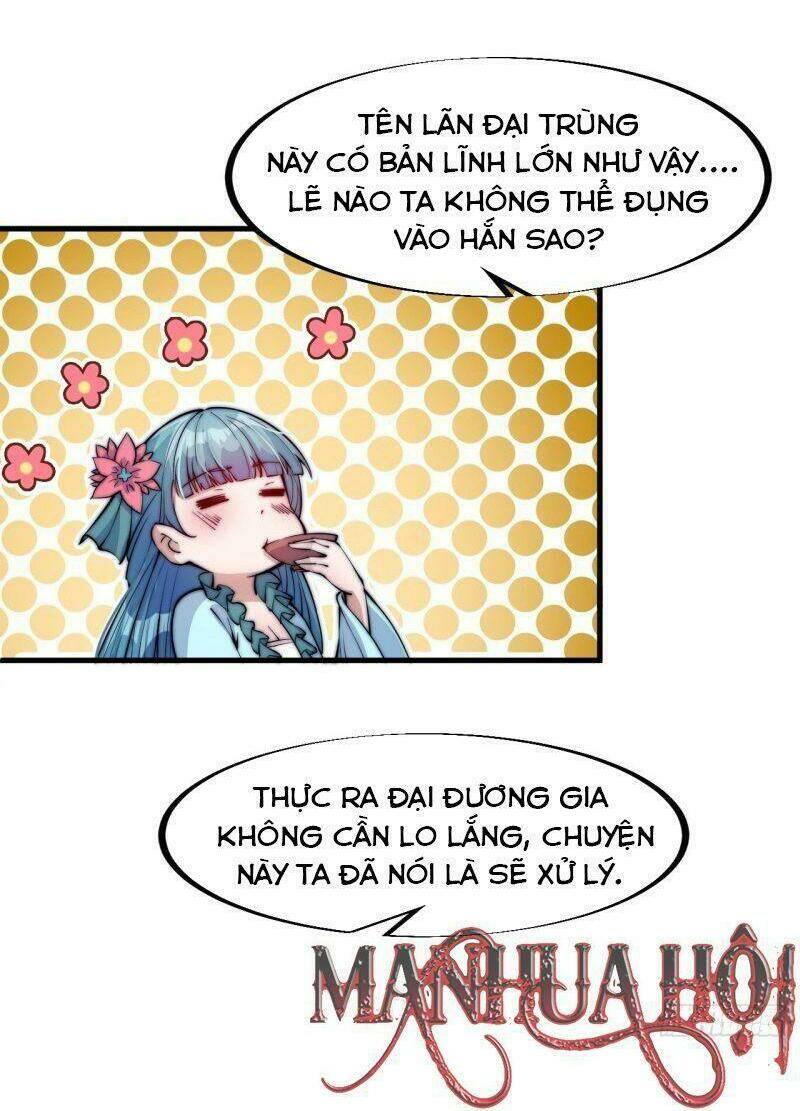 TÊN LÃN ĐẠI TRÙNG
NÀY CÓ BẢN LĨNH LỚN NHƯ VẬY....
LẼ NÀO TA KHÔNG THỂ ĐỤNG
VÀO HẮN SAO?
THỰC RA ĐẠI ĐƯƠNG GIA
KHÔNG CẦN LO LẮNG, CHUYỆN
NÀY TA ĐÃ NÓI LÀ SẼ XỬ LÝ.
MANHUA HỘI